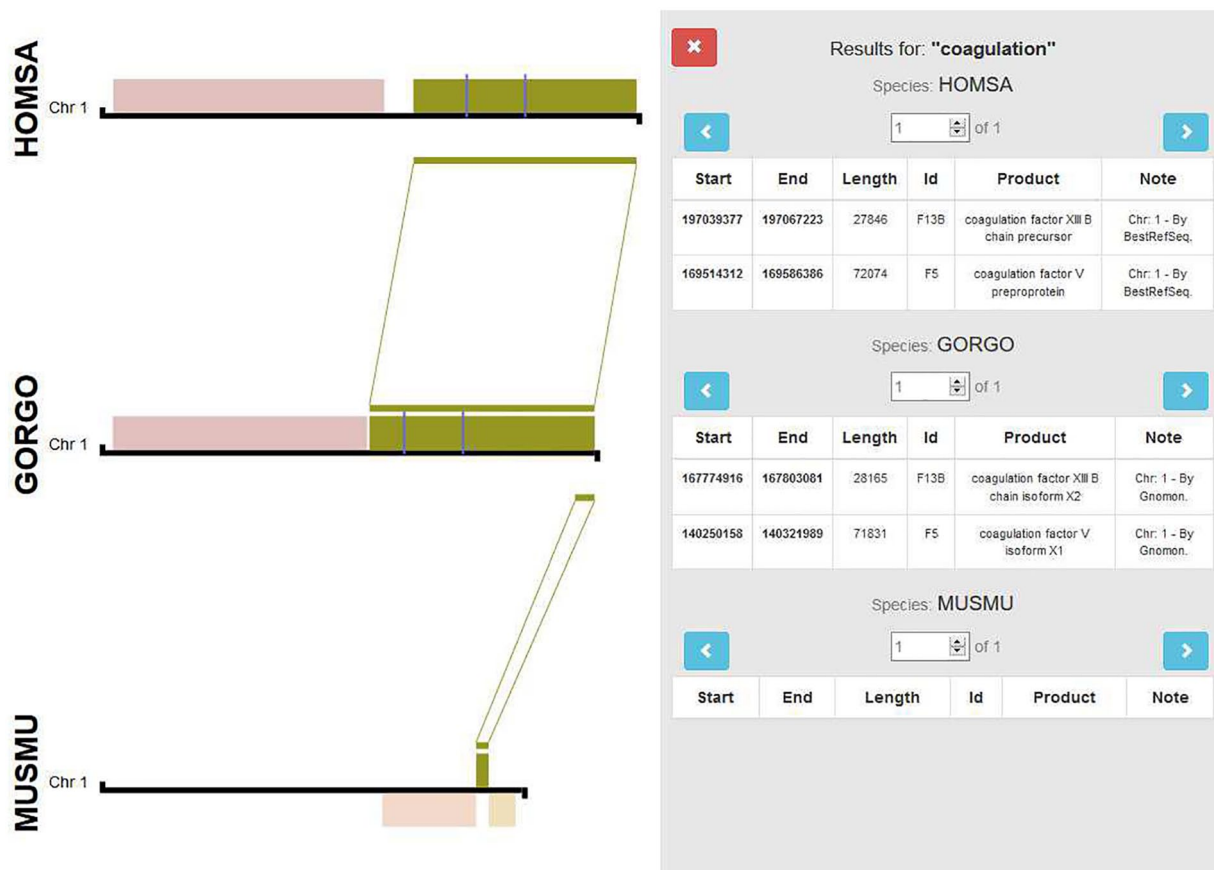 HOMSA
Chr 1
GORGO
Chr 1
MUSMU
Chr 1
Results for: "coagulation"
Species: HOMSA
1 of 1
Start End Length Id Product Note
197039377 197067223 27846 F13B coagulation factor XIII B Chr: 1 - By
chain precursor BestRefSeq.
169514312 169586386 72074 F5 coagulation factor V Chr: 1 - By
preproprotein BestRefSeq.
Species: GORGO
1 of 1
Start End Length Id Product Note
167774916 167803081 28165 F13B coagulation factor XIII B Chr: 1 - By
chain isoform X2 Gnomon.
140250158 140321989 71831 F5 coagulation factor V Chr: 1 - By
isoform X1 Gnomon.
Species: MUSMU
1 of 1
Start End Length Id Product Note